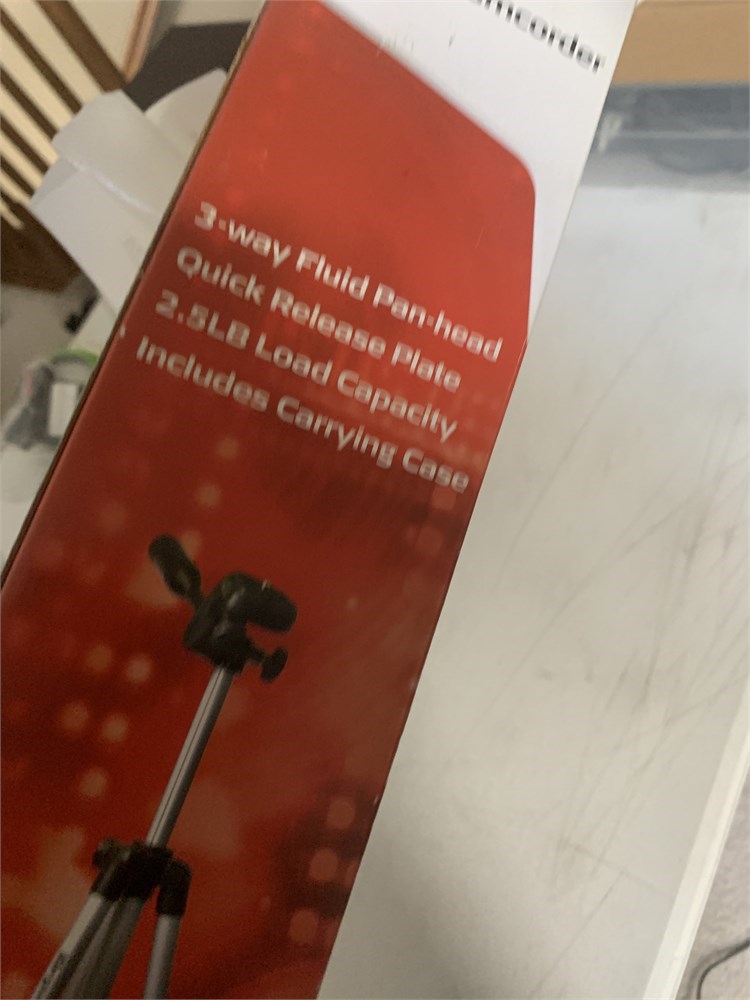 3-way Fluid Pan-head
Quick Release Plate
2.5LB Load Capacity
Includes Carrying Case